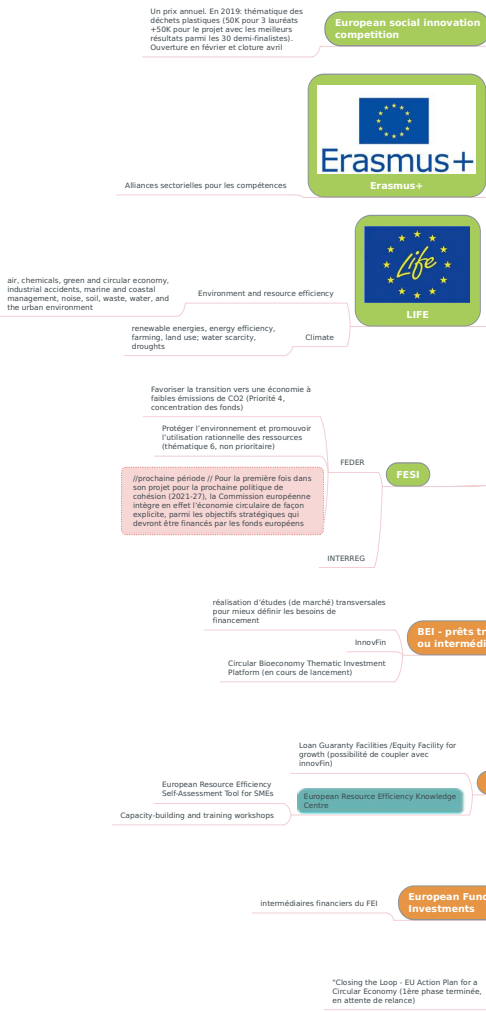 Un prix annuel. En 2019: thématique des
déchets plastiques (50K pour 3 lauréats
+50K pour le projet avec les meilleurs
résultats parmi les 30 demi-finalistes).
Ouverture en février et cloture avril
European social innovation
competition
Erasmus+
Erasmus+
Alliances sectorielles pour les compétences
Life
LIFE
air, chemicals, green and circular economy,
industrial accidents, marine and coastal
management, noise, soil, waste, water, and
the urban environment
Environment and resource efficiency
renewable energies, energy efficiency,
farming, land use; water scarcity,
droughts
Climate
Favoriser la transition vers une économie à
faibles émissions de CO2 (Priorité 4,
concentration des fonds)
Protéger l'environnement et promouvoir
l'utilisation rationnelle des ressources
(thématique 6, non prioritaire)
FEDER
FESI
//prochaine période // Pour la première fois dans
son projet pour la prochaine politique de
cohésion (2021-27), la Commission européenne
intègre en effet l'économie circulaire de façon
explicite, parmi les objectifs stratégiques qui
devront être financés par les fonds européens
INTERREG
réalisation d'études (de marché) transversales
pour mieux définir les besoins de
financement
BEI - prêts
ou
InnovFin
Circular Bioeconomy Thematic Investment
Platform (en cours de lancement)
Loan Guaranty Facilities /Equity Facility for
growth (possibilité de coupler avec
innovFin)
European Resource Efficiency
Self-Assessment Tool for SMEs
European Resource Efficiency Knowledge
Centre
Capacity-building and training workshops
intermédiaires financiers du FEI
European
Investments
"Closing the Loop - EU Action Plan for a
Circular Economy (1ère phase terminée,
en attente de relance)